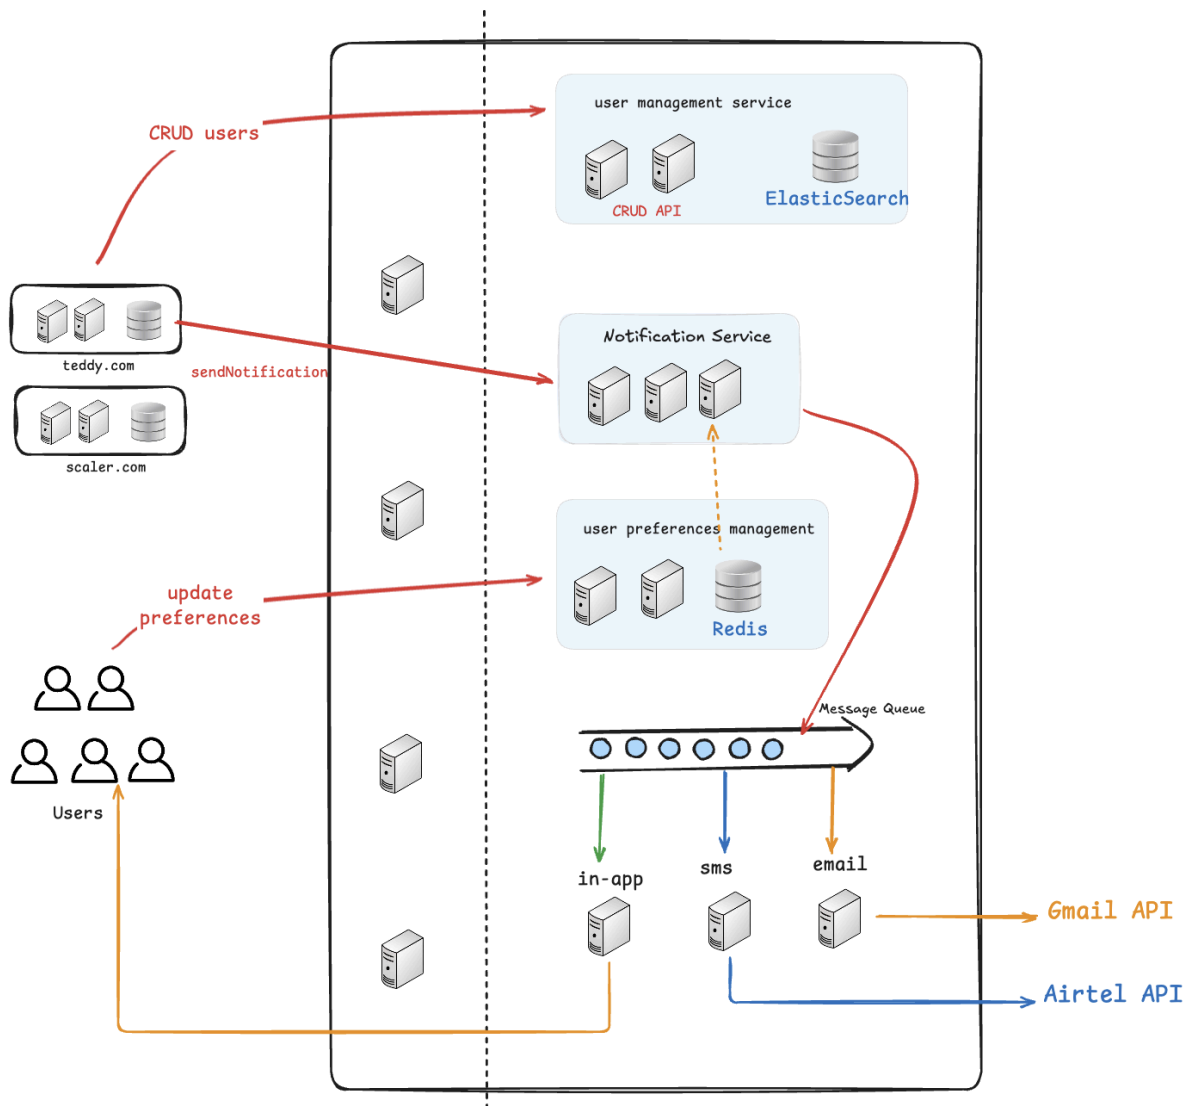 user management service
CRUD users
ElasticSearch
CRUD API
Notification Service
teddy.com
sendNotification
scaler.com
user preferences management
update
preferences
Redis
Message Queue
Users
in-app
sms
email
Gmail API
Airtel API